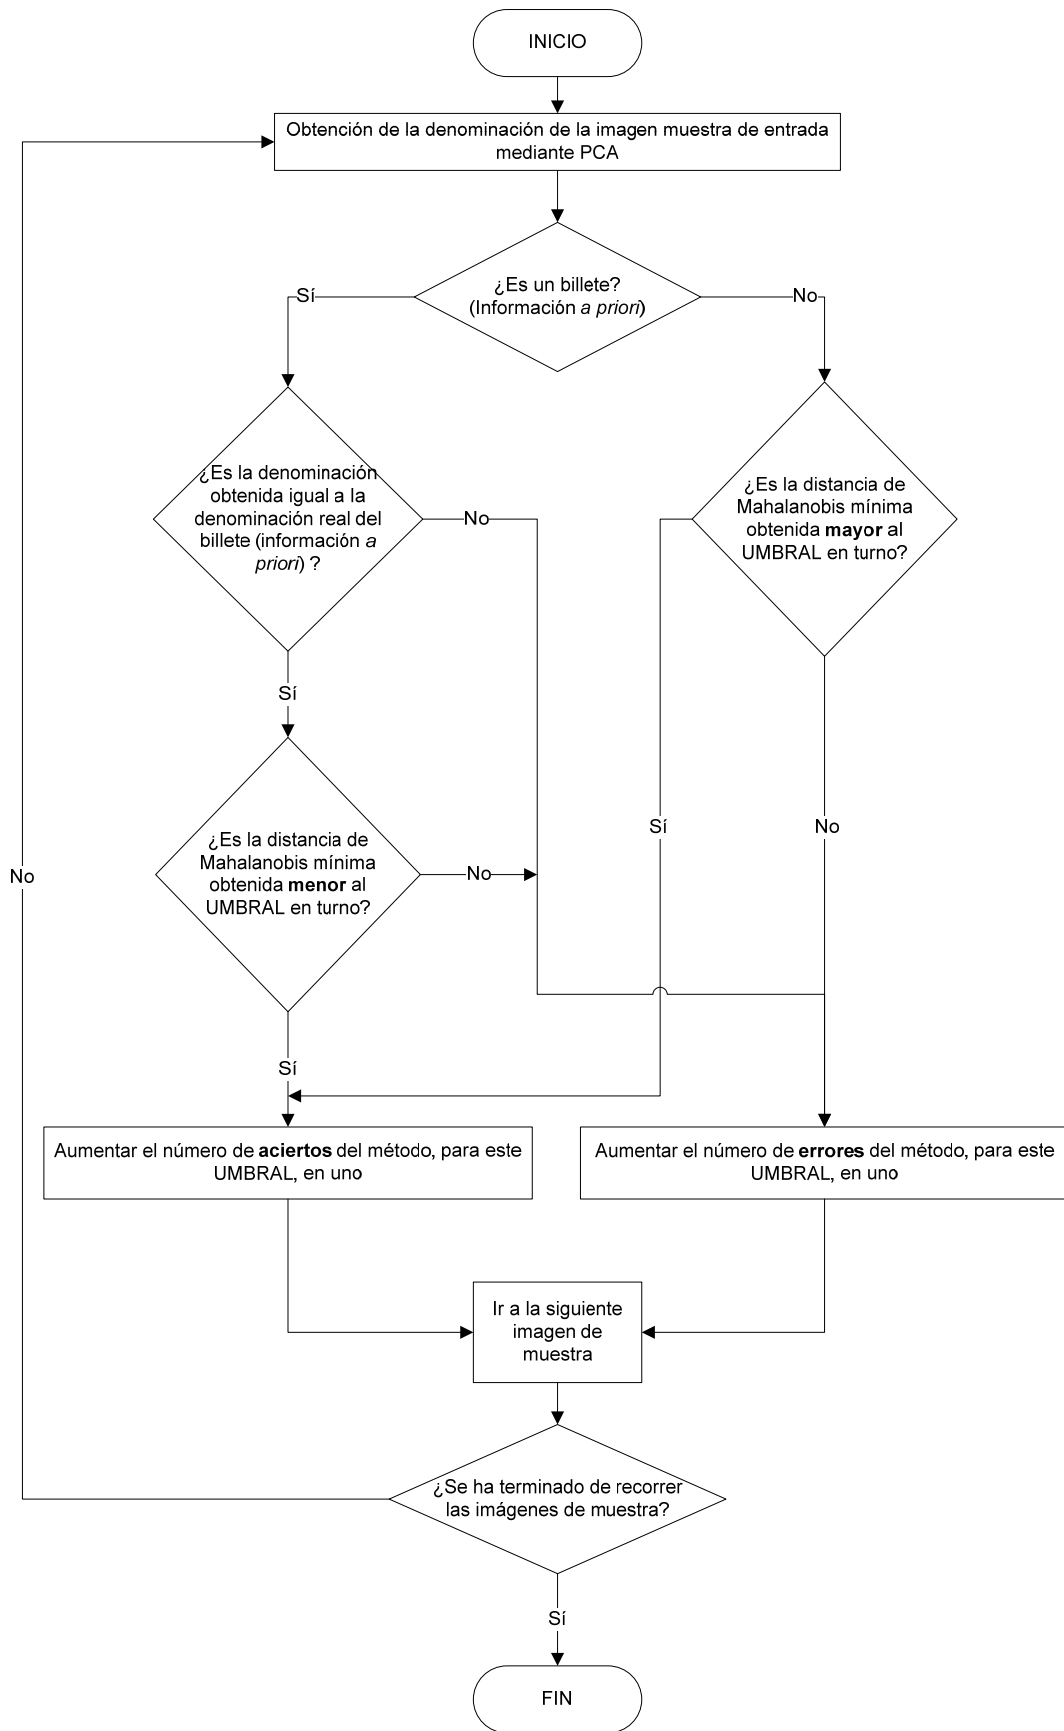 INICIO
Obtención de la denominación de la imagen muestra de entrada
mediante PCA
¿Es un billete?
(Información a priori)
Sí
No
¿Es la denominación
obtenida igual a la
denominación real del
billete (información a
priori) ?
No
¿Es la distancia de
Mahalanobis mínima
obtenida mayor al
UMBRAL en turno?
Sí
¿Es la distancia de
Mahalanobis mínima
obtenida menor al
UMBRAL en turno?
No
Sí
No
No
Sí
Aumentar el número de aciertos del método, para este
UMBRAL, en uno
Aumentar el número de errores del método, para este
UMBRAL, en uno
Ir a la siguiente
imagen de
muestra
¿Se ha terminado de recorrer
las imágenes de muestra?
Sí
FIN